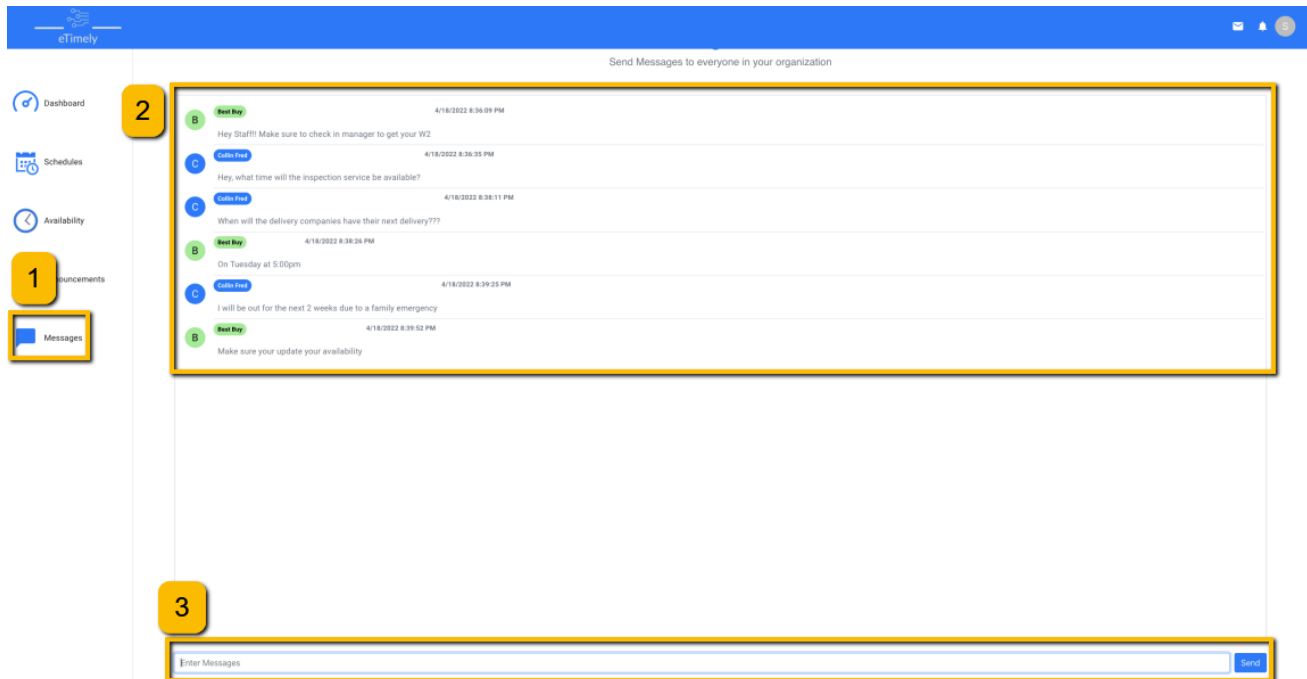 eTimely
S
Send Messages to everyone in your organization
Dashboard
Schedules
Availability
1
ouncements
Messages
2
B
Best Buy 4/18/2022 8:36:09 PM
Hey Staff!! Make sure to check in manager to get your W2
C
Collin Fred 4/18/2022 8:36:35 PM
Hey, what time will the inspection service be available?
C
Collin Fred 4/18/2022 8:38:11 PM
When will the delivery companies have their next delivery???
B
Best Buy 4/18/2022 8:38:26 PM
On Tuesday at 5:00pm
C
Collin Fred 4/18/2022 8:39:25 PM
I will be out for the next 2 weeks due to a family emergency
B
Best Buy 4/18/2022 8:39:52 PM
Make sure your update your availability
3
Enter Messages
Send